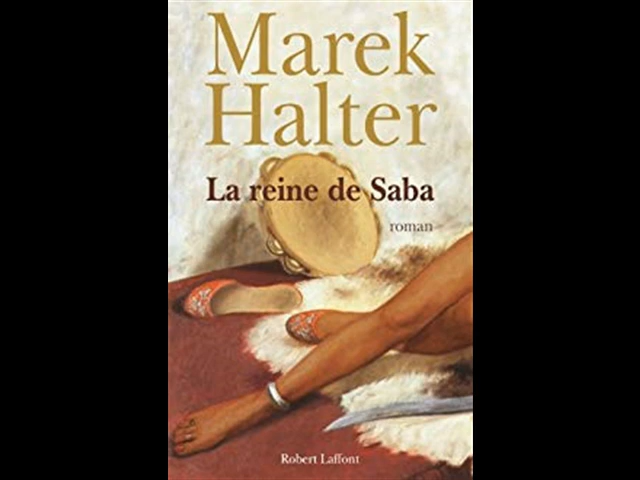 Marek
Halter
La reine de Saba
roman
Robert Laffont